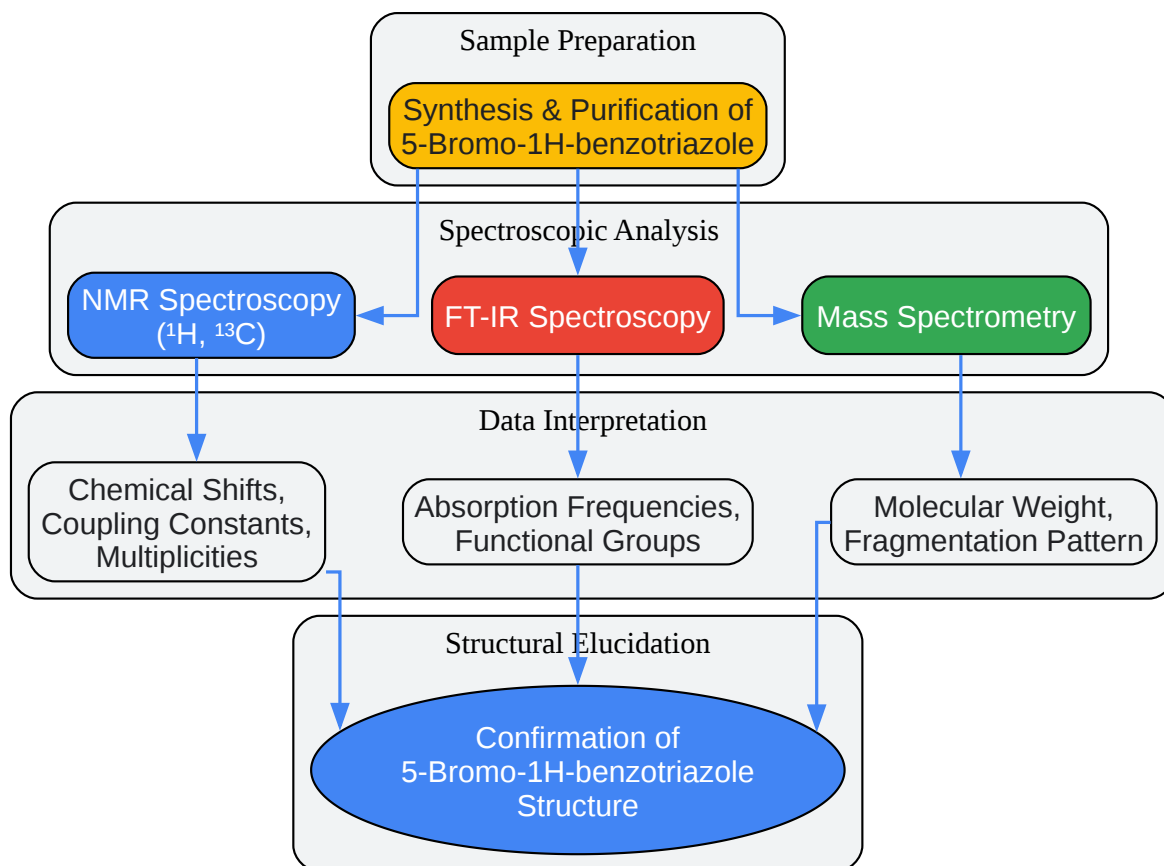 Sample Preparation
Synthesis & Purification of
5-Bromo-1H-benzotriazole
Spectroscopic Analysis
NMR Spectroscopy
(¹H, ¹³C)
FT-IR Spectroscopy
Mass Spectrometry
Data Interpretation
Chemical Shifts,
Coupling Constants,
Multiplicities
Absorption Frequencies,
Functional Groups
Molecular Weight,
Fragmentation Pattern
Structural Elucidation
Confirmation of
5-Bromo-1H-benzotriazole
Structure